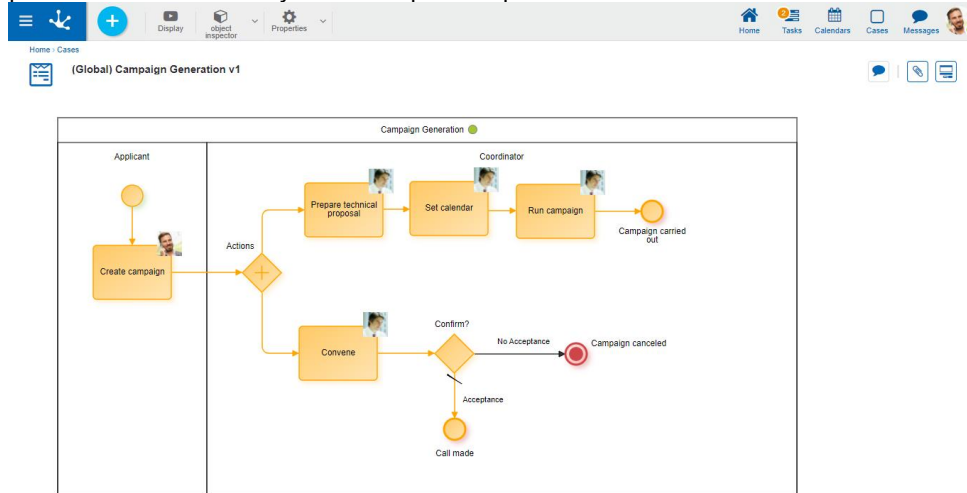 Display
object
inspector
Properties
Home
2
Tasks
Calendars
Cases
Messages
Home › Cases
(Global) Campaign Generation v1
Campaign Generation
Applicant
Coordinator
Prepare technical
proposal
Set calendar
Run campaign
Campaign carried
out
Actions
Create campaign
Confirm?
Convene
No Acceptance
Campaign canceled
Acceptance
Call made